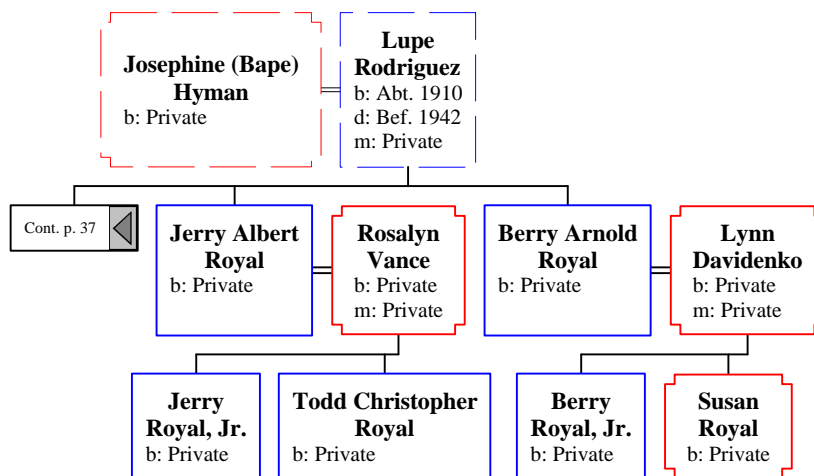 Josephine (Bape)
Hyman
b: Private
Lupe
Rodriguez
b: Abt. 1910
d: Bef. 1942
m: Private
Cont. p. 37
Jerry Albert
Royal
b: Private
Rosalyn
Vance
b: Private
m: Private
Berry Arnold
Royal
b: Private
Lynn
Davidenko
b: Private
m: Private
Jerry
Royal, Jr.
b: Private
Todd Christopher
Royal
b: Private
Berry
Royal, Jr.
b: Private
Susan
Royal
b: Private